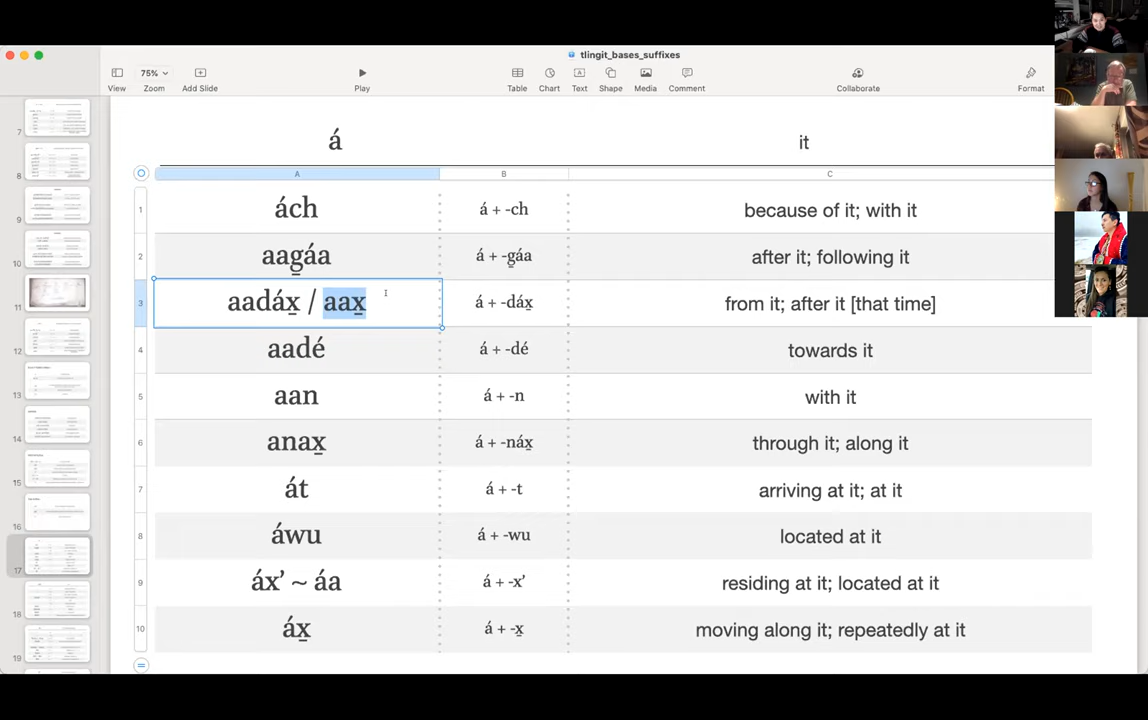 tlingit_bases_suffixes
75%
View Zoom Add Slide Play Table Chart Text Shape Media Comment Collaborate Format
á it
A B C
1 ách á + -ch because of it; with it
2 aag̲áa á + -g̲áa after it; following it
3 aadáx̲ / aax̲ á + -dáx̲ from it; after it [that time]
4 aadé á + -dé towards it
5 aan á + -n with it
6 anax̲ á + -náx̲ through it; along it
7 át á + -t arriving at it; at it
8 áwu á + -wu located at it
9 áx’ ~ áa á + -x’ residing at it; located at it
10 áx̲ á + -x̲ moving along it; repeatedly at it
7
8
9
10
11
12
13
14
15
16
17
18
19